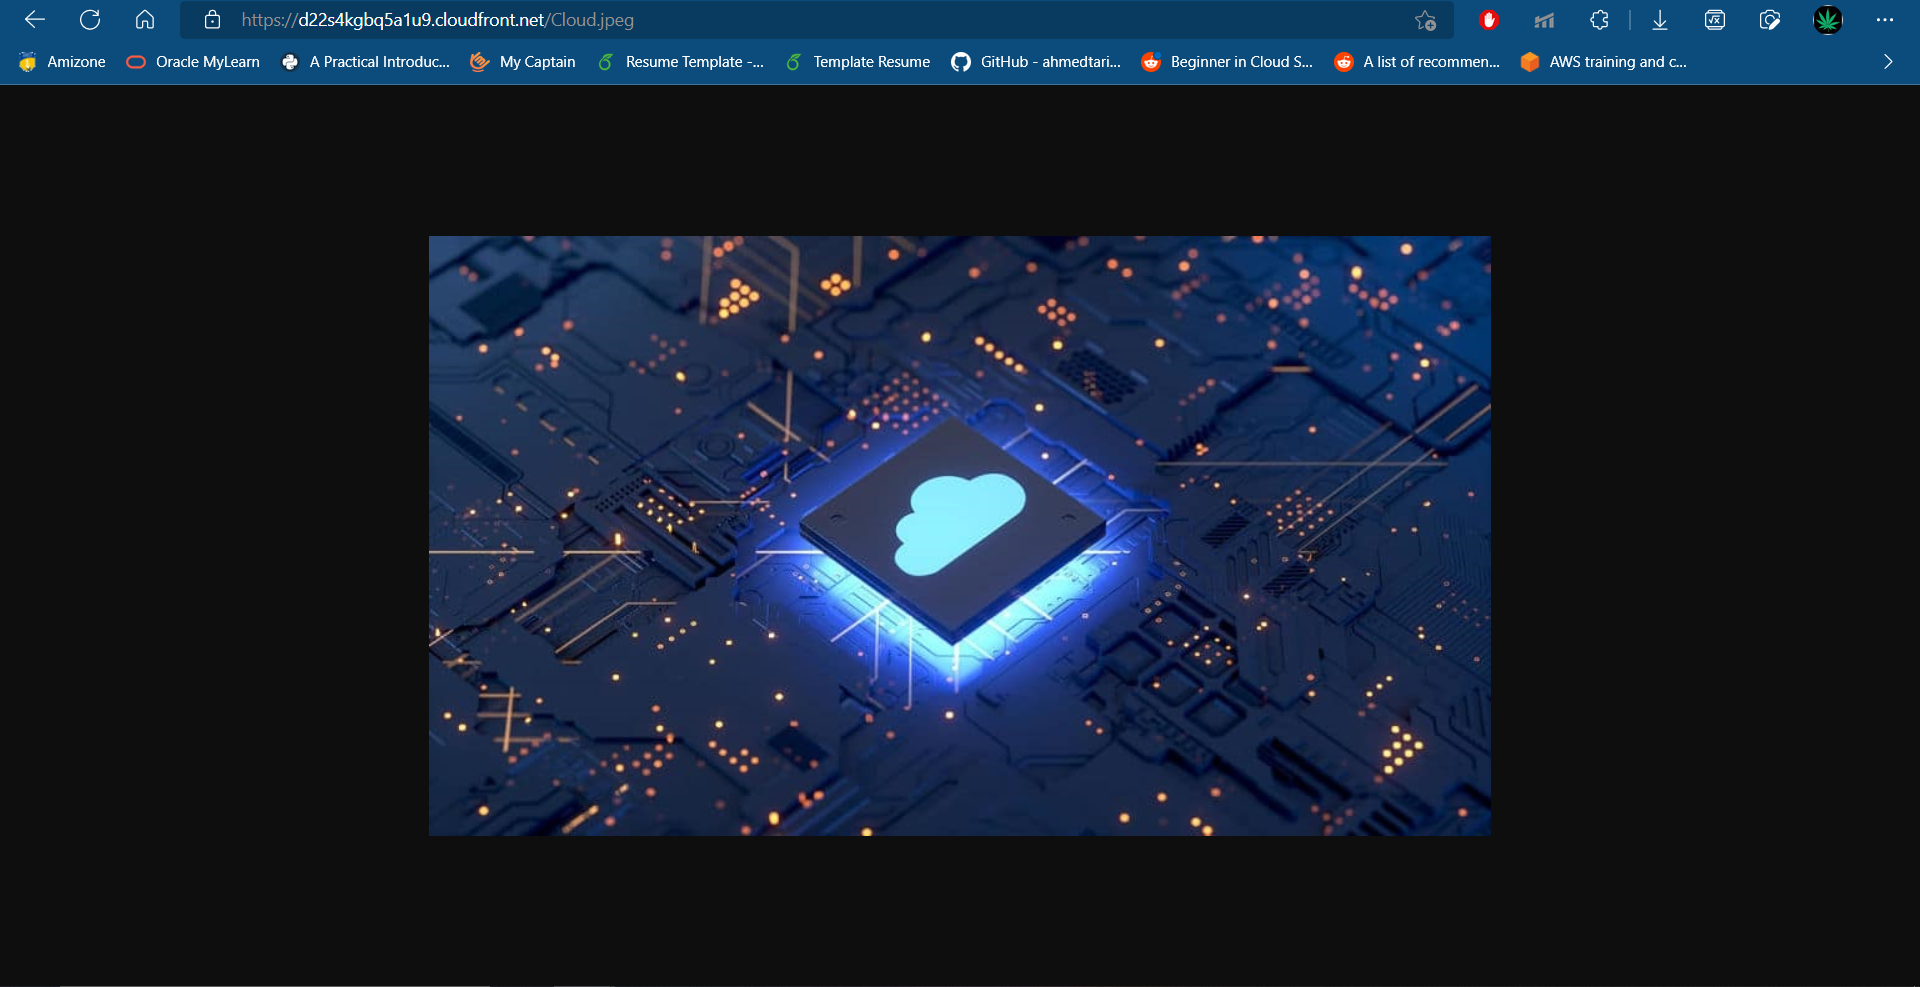 https://d22s4kgbq5a1u9.cloudfront.net/Cloud.jpeg
Amizone Oracle MyLearn A Practical Introduc... My Captain Resume Template -... Template Resume GitHub - ahmedtari... Beginner in Cloud S... A list of recommen... AWS training and c...